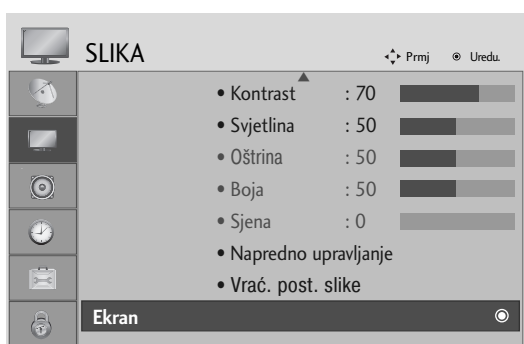 SLIKA
Prmj Uredu.
• Kontrast : 70
• Svjetlina : 50
• Oštrina : 50
• Boja : 50
• Sjena : 0
• Napredno upravljanje
• Vrać. post. slike
Ekran